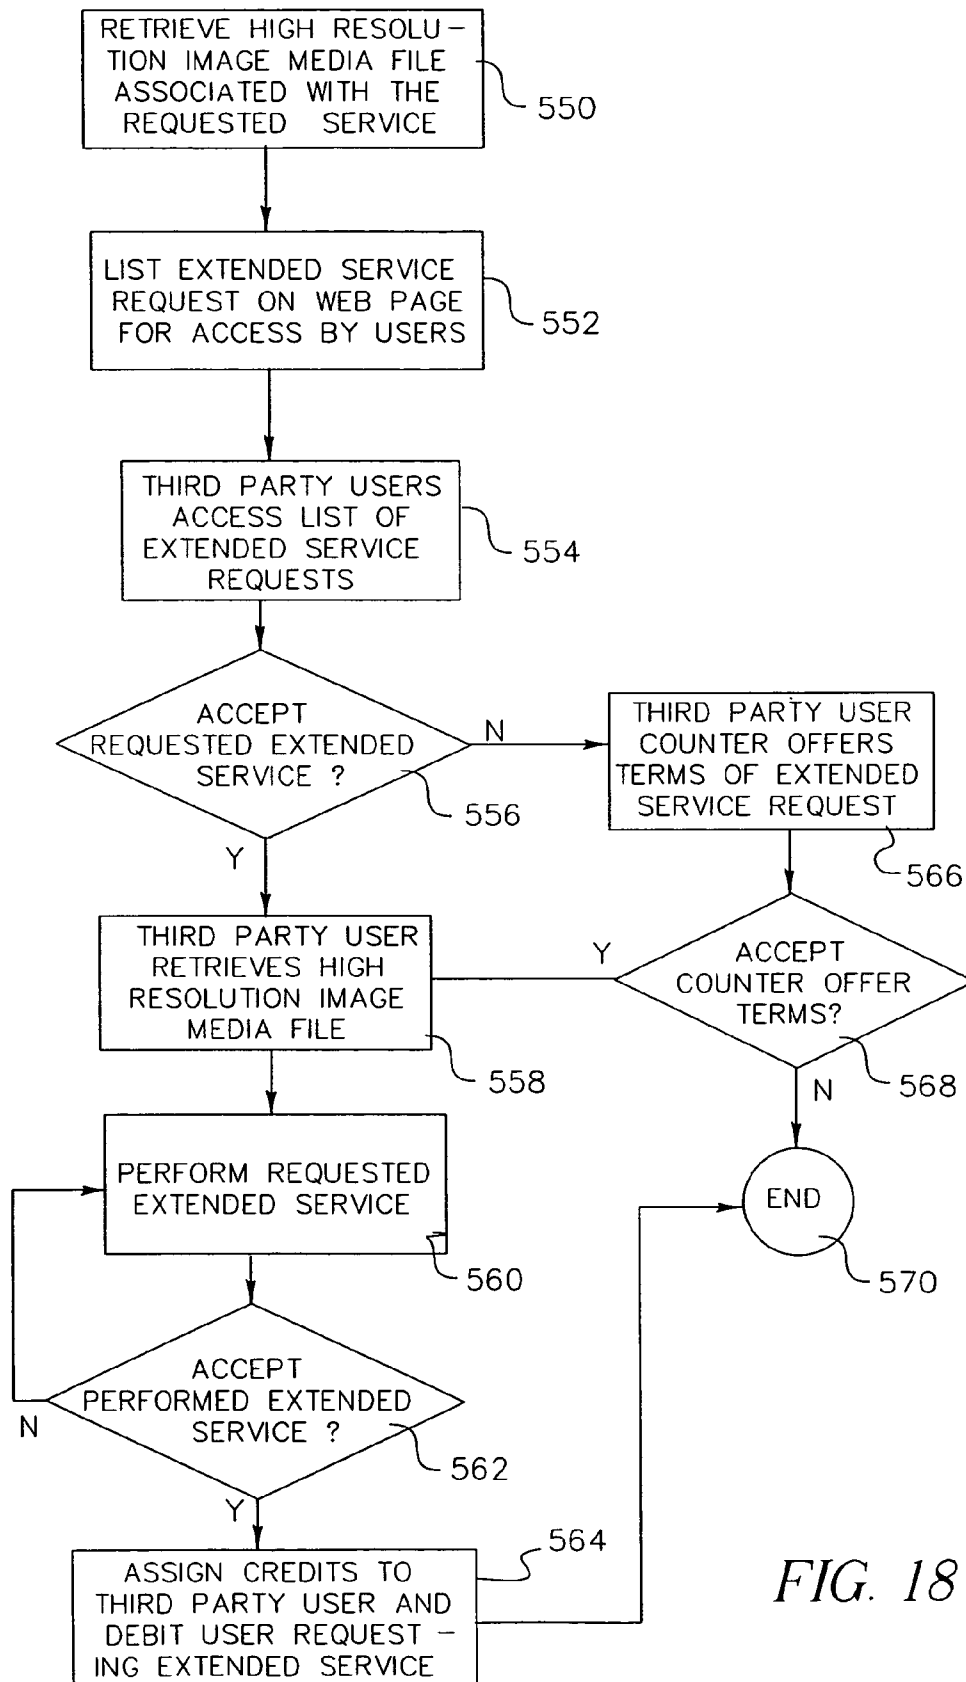 RETRIEVE HIGH RESOLU-
TION IMAGE MEDIA FILE
ASSOCIATED WITH THE
REQUESTED SERVICE
550
LIST EXTENDED SERVICE
REQUEST ON WEB PAGE
FOR ACCESS BY USERS
552
THIRD PARTY USERS
ACCESS LIST OF
EXTENDED SERVICE
REQUESTS
554
ACCEPT
REQUESTED EXTENDED
SERVICE ?
556
N
Y
THIRD PARTY USER
COUNTER OFFERS
TERMS OF EXTENDED
SERVICE REQUEST
566
THIRD PARTY USER
RETRIEVES HIGH
RESOLUTION IMAGE
MEDIA FILE
558
Y
ACCEPT
COUNTER OFFER
TERMS?
568
N
PERFORM REQUESTED
EXTENDED SERVICE
560
END
570
ACCEPT
PERFORMED EXTENDED
SERVICE ?
562
N
Y
ASSIGN CREDITS TO
THIRD PARTY USER AND
DEBIT USER REQUEST -
ING EXTENDED SERVICE
564
FIG. 18